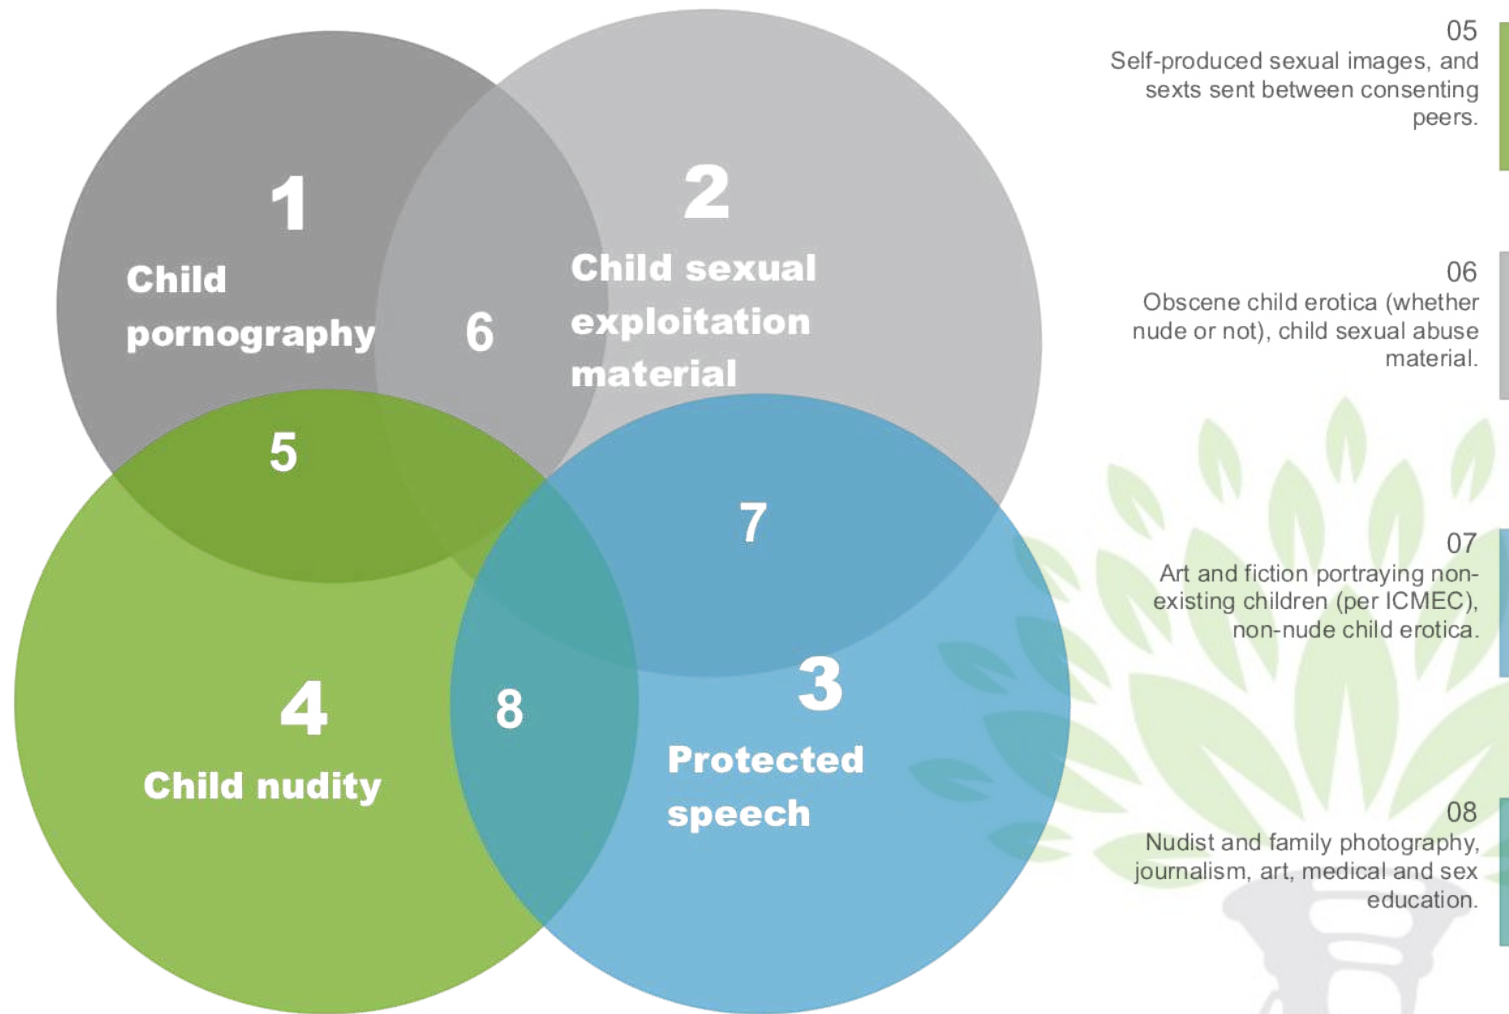 1
Child
pornography
2
Child sexual
exploitation
material
6
5
7
4
Child nudity
8
3
Protected
speech
05
Self-produced sexual images, and
sexts sent between consenting
peers.
06
Obscene child erotica (whether
nude or not), child sexual abuse
material.
07
Art and fiction portraying non-
existing children (per ICMEC),
non-nude child erotica.
08
Nudist and family photography,
journalism, art, medical and sex
education.